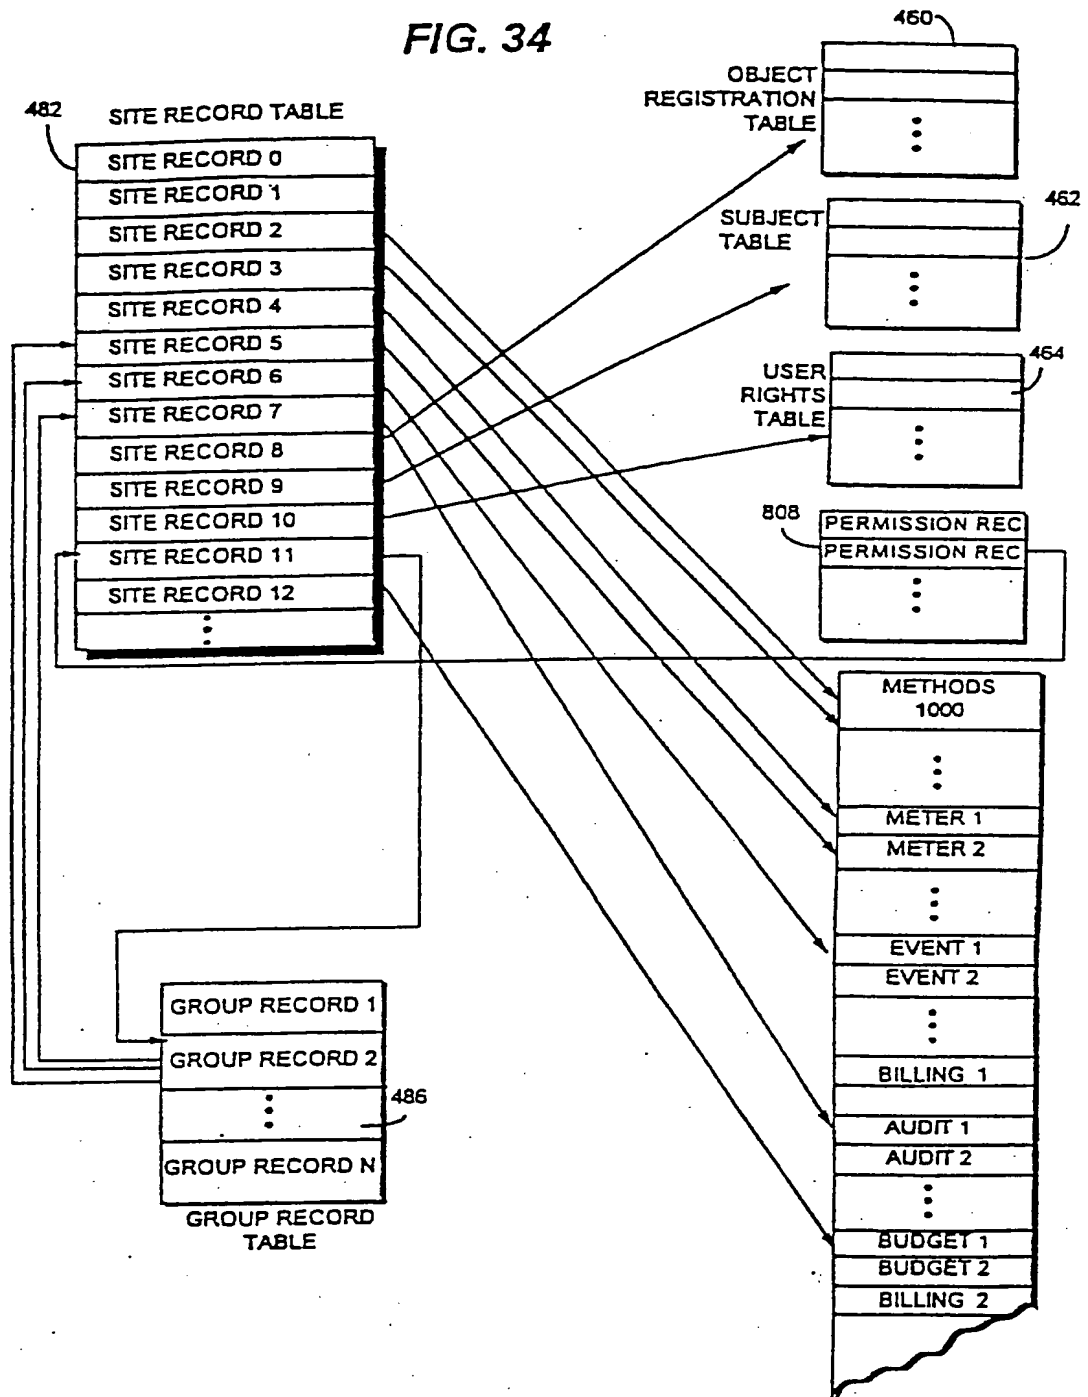 FIG. 34
482
SITE RECORD TABLE
SITE RECORD 0
SITE RECORD 1
SITE RECORD 2
SITE RECORD 3
SITE RECORD 4
SITE RECORD 5
SITE RECORD 6
SITE RECORD 7
SITE RECORD 8
SITE RECORD 9
SITE RECORD 10
SITE RECORD 11
SITE RECORD 12
460
OBJECT
REGISTRATION
TABLE
SUBJECT
TABLE
462
USER
RIGHTS
TABLE
464
808
PERMISSION REC
PERMISSION REC
METHODS
1000
METER 1
METER 2
EVENT 1
EVENT 2
BILLING 1
AUDIT 1
AUDIT 2
BUDGET 1
BUDGET 2
BILLING 2
GROUP RECORD 1
GROUP RECORD 2
486
GROUP RECORD N
GROUP RECORD
TABLE